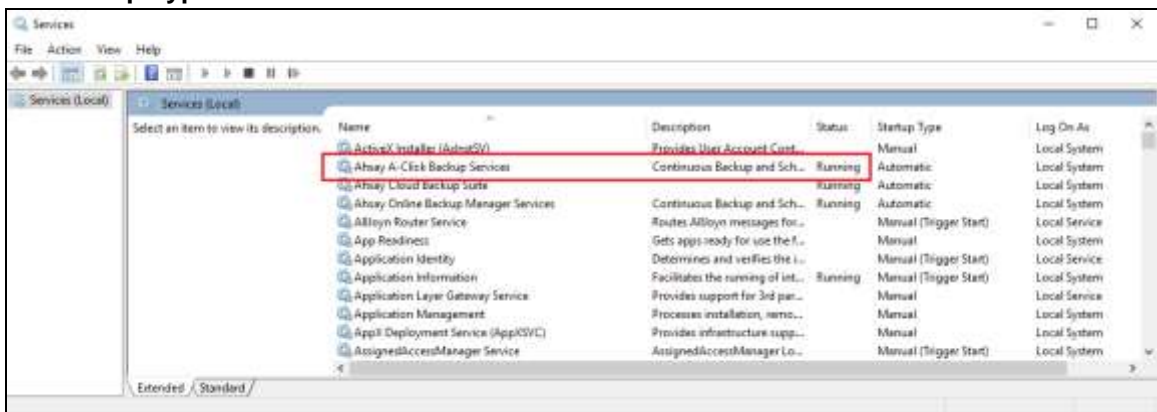 Services
File Action View Help
Services (Local)
Services (Local)
Select an item to view its description.
Name Description Status Startup Type Log On As
ActiveX Installer (AxInstSV) Provides User Account Cont... Manual Local System
Ahsay A-Click Backup Services Continuous Backup and Sch... Running Automatic Local System
Ahsay Cloud Backup Suite Running Automatic Local System
Ahsay Online Backup Manager Services Continuous Backup and Sch... Running Automatic Local System
AllJoyn Router Service Routes AllJoyn messages for... Manual (Trigger Start) Local Service
App Readiness Gets apps ready for use the f... Manual Local System
Application Identity Determines and verifies the i... Manual (Trigger Start) Local Service
Application Information Facilitates the running of int... Running Manual (Trigger Start) Local System
Application Layer Gateway Service Provides support for 3rd par... Manual Local Service
Application Management Processes installation, remo... Manual Local System
AppX Deployment Service (AppXSVC) Provides infrastructure supp... Manual Local System
AssignedAccessManager Service AssignedAccessManager Lo... Manual (Trigger Start) Local System
Extended Standard